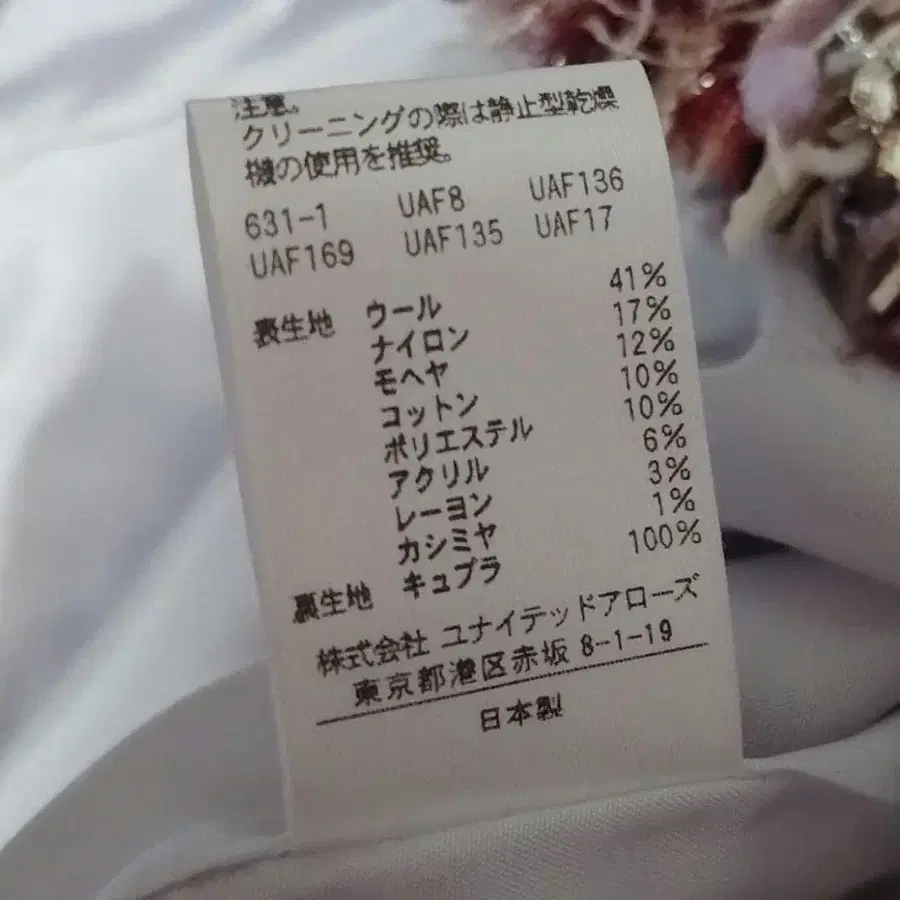 注意。
クリーニングの際は静止型乾燥
機の使用を推奨。
631-1 UAF8 UAF136
UAF169 UAF135 UAF17
表生地 ウール 41%
ナイロン 17%
モヘヤ 12%
コットン 10%
ポリエステル 10%
アクリル 6%
レーヨン 3%
カシミヤ 1%
裏生地 キュプラ 100%
株式会社 ユナイテッドアローズ
東京都港区赤坂 8-1-19
日本製